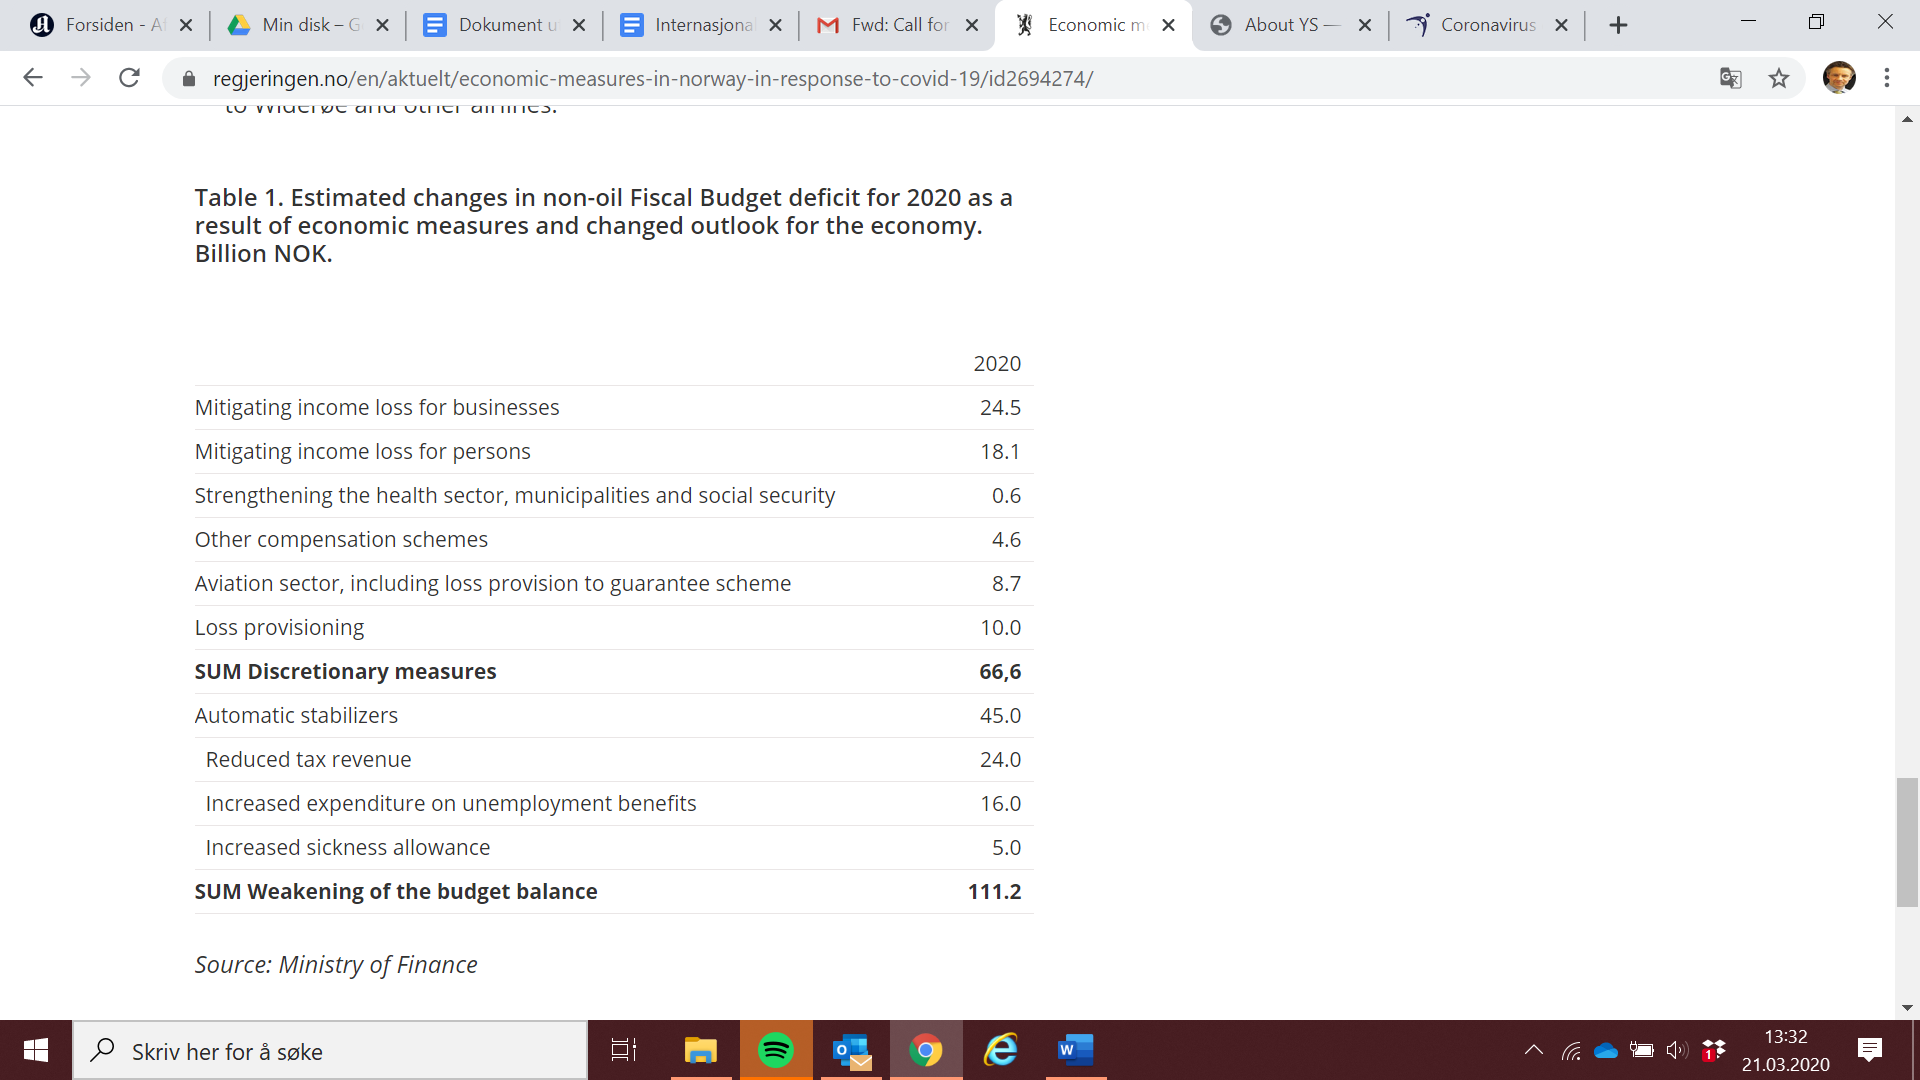 Forsiden - A
Min disk – G
Dokument u
Internasjona
Fwd: Call for
Economic m
About YS —
Coronavirus
regjeringen.no/en/aktuelt/economic-measures-in-norway-in-response-to-covid-19/id2694274/
to Widerøe and other airlines.
Table 1. Estimated changes in non-oil Fiscal Budget deficit for 2020 as a
result of economic measures and changed outlook for the economy.
Billion NOK.
2020
Mitigating income loss for businesses 24.5
Mitigating income loss for persons 18.1
Strengthening the health sector, municipalities and social security 0.6
Other compensation schemes 4.6
Aviation sector, including loss provision to guarantee scheme 8.7
Loss provisioning 10.0
SUM Discretionary measures 66,6
Automatic stabilizers 45.0
Reduced tax revenue 24.0
Increased expenditure on unemployment benefits 16.0
Increased sickness allowance 5.0
SUM Weakening of the budget balance 111.2
Source: Ministry of Finance
Skriv her for å søke
13:32
21.03.2020